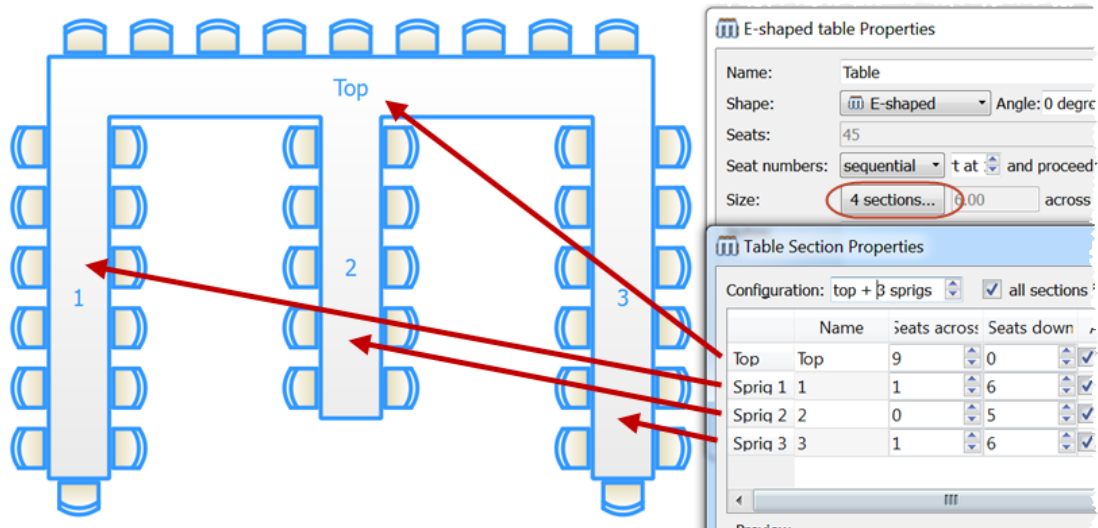 Top
1
2
3
E-shaped table Properties
Name: Table
Shape: E-shaped Angle: 0 degre
Seats: 45
Seat numbers: sequential t at and proceed
Size: 4 sections... 6.00 across
Table Section Properties
Configuration: top + 3 sprigs all sections
Name Seats across Seats down
Top Top 9 0
Sprig 1 1 1 6
Sprig 2 2 0 5
Sprig 3 3 1 6
Preview